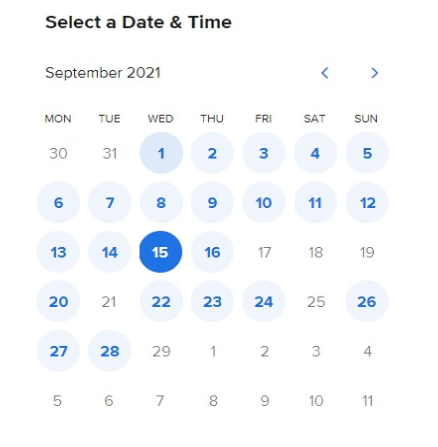 Select a Date & Time
September 2021
MON TUE WED THU FRI SAT SUN
30 31 1 2 3 4 5
6 7 8 9 10 11 12
13 14 15 16 17 18 19
20 21 22 23 24 25 26
27 28 29 1 2 3 4
5 6 7 8 9 10 11